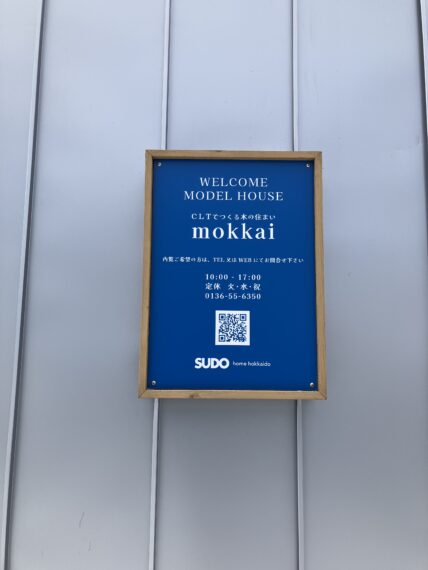 WELCOME
MODEL HOUSE
CLTでつくる木の住まい
mokkai
内覧ご希望の方は、TEL又はWEBにてお問合せ下さい
10:00 - 17:00
定休 火・水・祝
0136-55-6350
SUDO home hokkaido